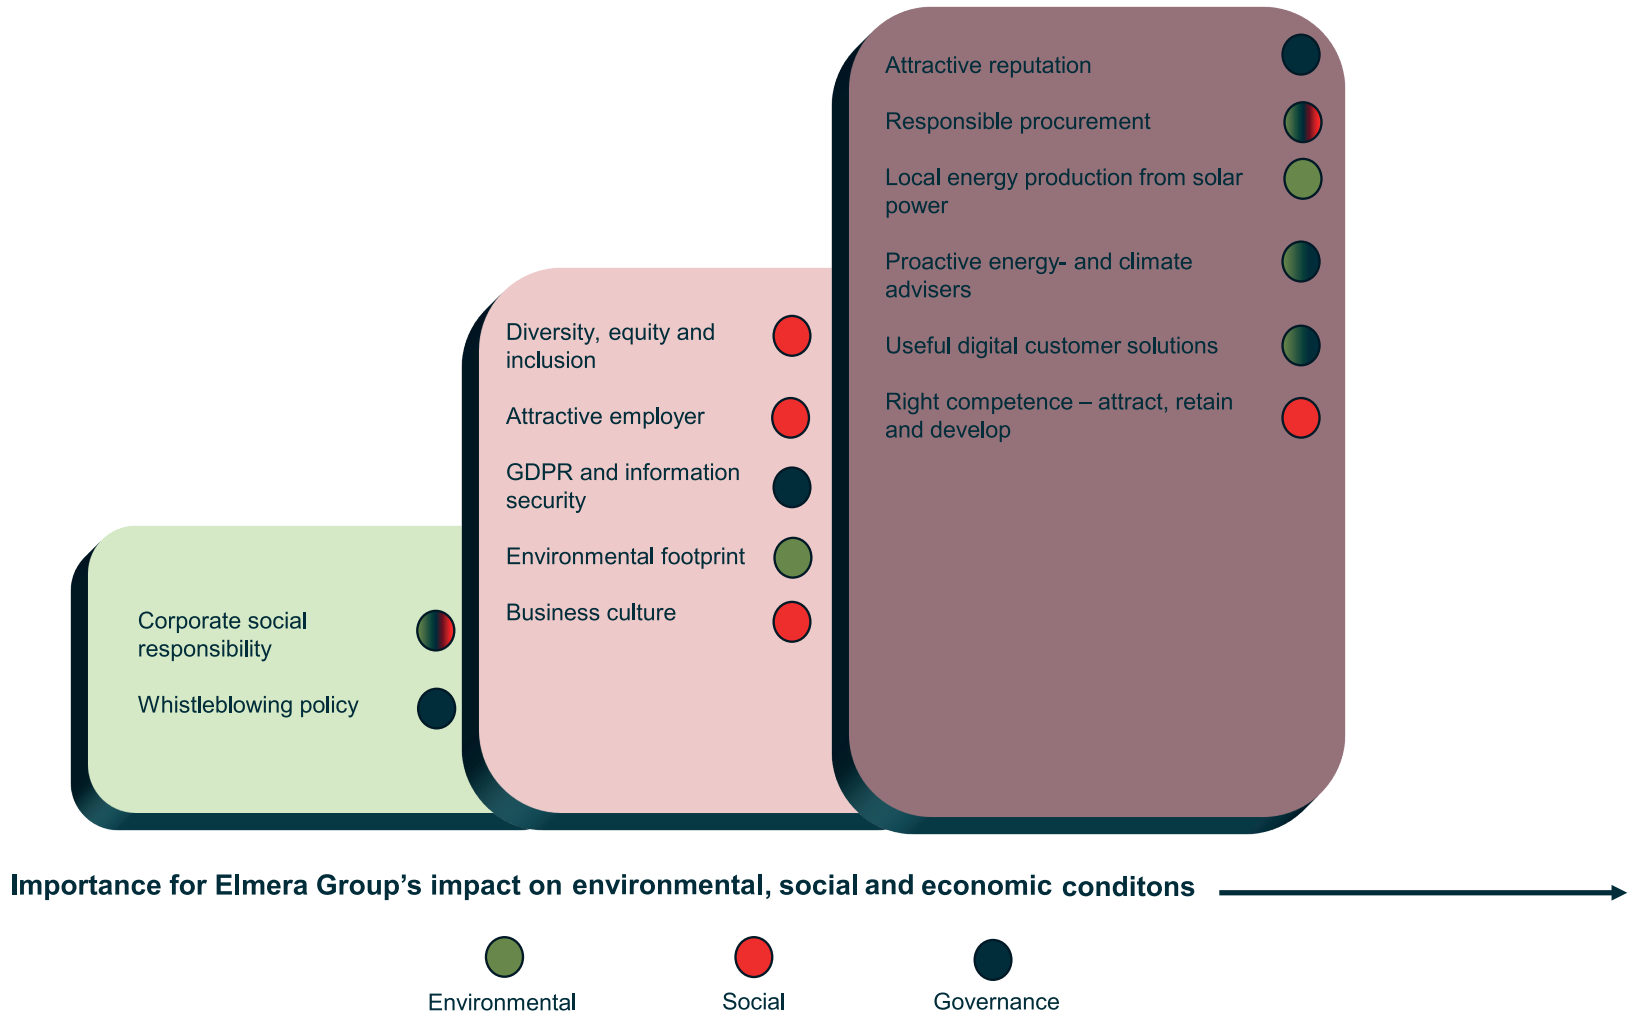 Attractive reputation
Responsible procurement
Local energy production from solar
power
Proactive energy- and climate
advisers
Useful digital customer solutions
Right competence – attract, retain
and develop
Diversity, equity and
inclusion
Attractive employer
GDPR and information
security
Environmental footprint
Business culture
Corporate social
responsibility
Whistleblowing policy
Importance for Elmera Group’s impact on environmental, social and economic conditons
Environmental
Social
Governance